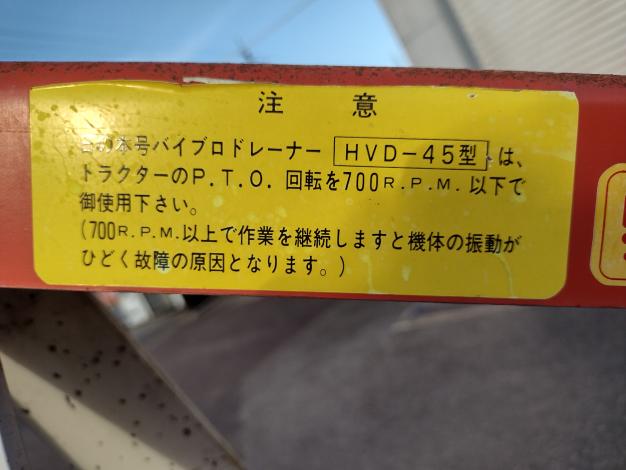 注　意
日の本号バイブロドレーナー HVD-45型 は、
トラクターのP.T.O. 回転を700R.P.M. 以下で
御使用下さい。
(700R.P.M.以上で作業を継続しますと機体の振動が
ひどく故障の原因となります。)